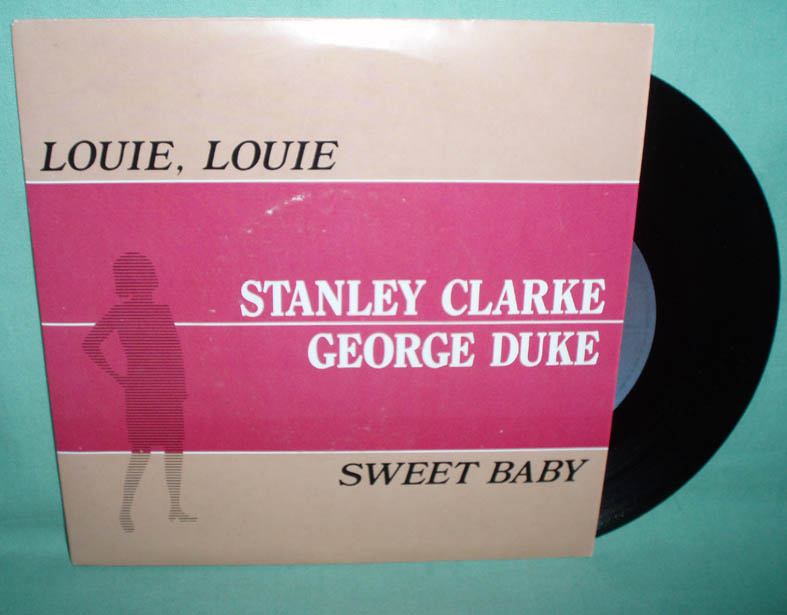 LOUIE, LOUIE
STANLEY CLARKE
GEORGE DUKE
SWEET BABY